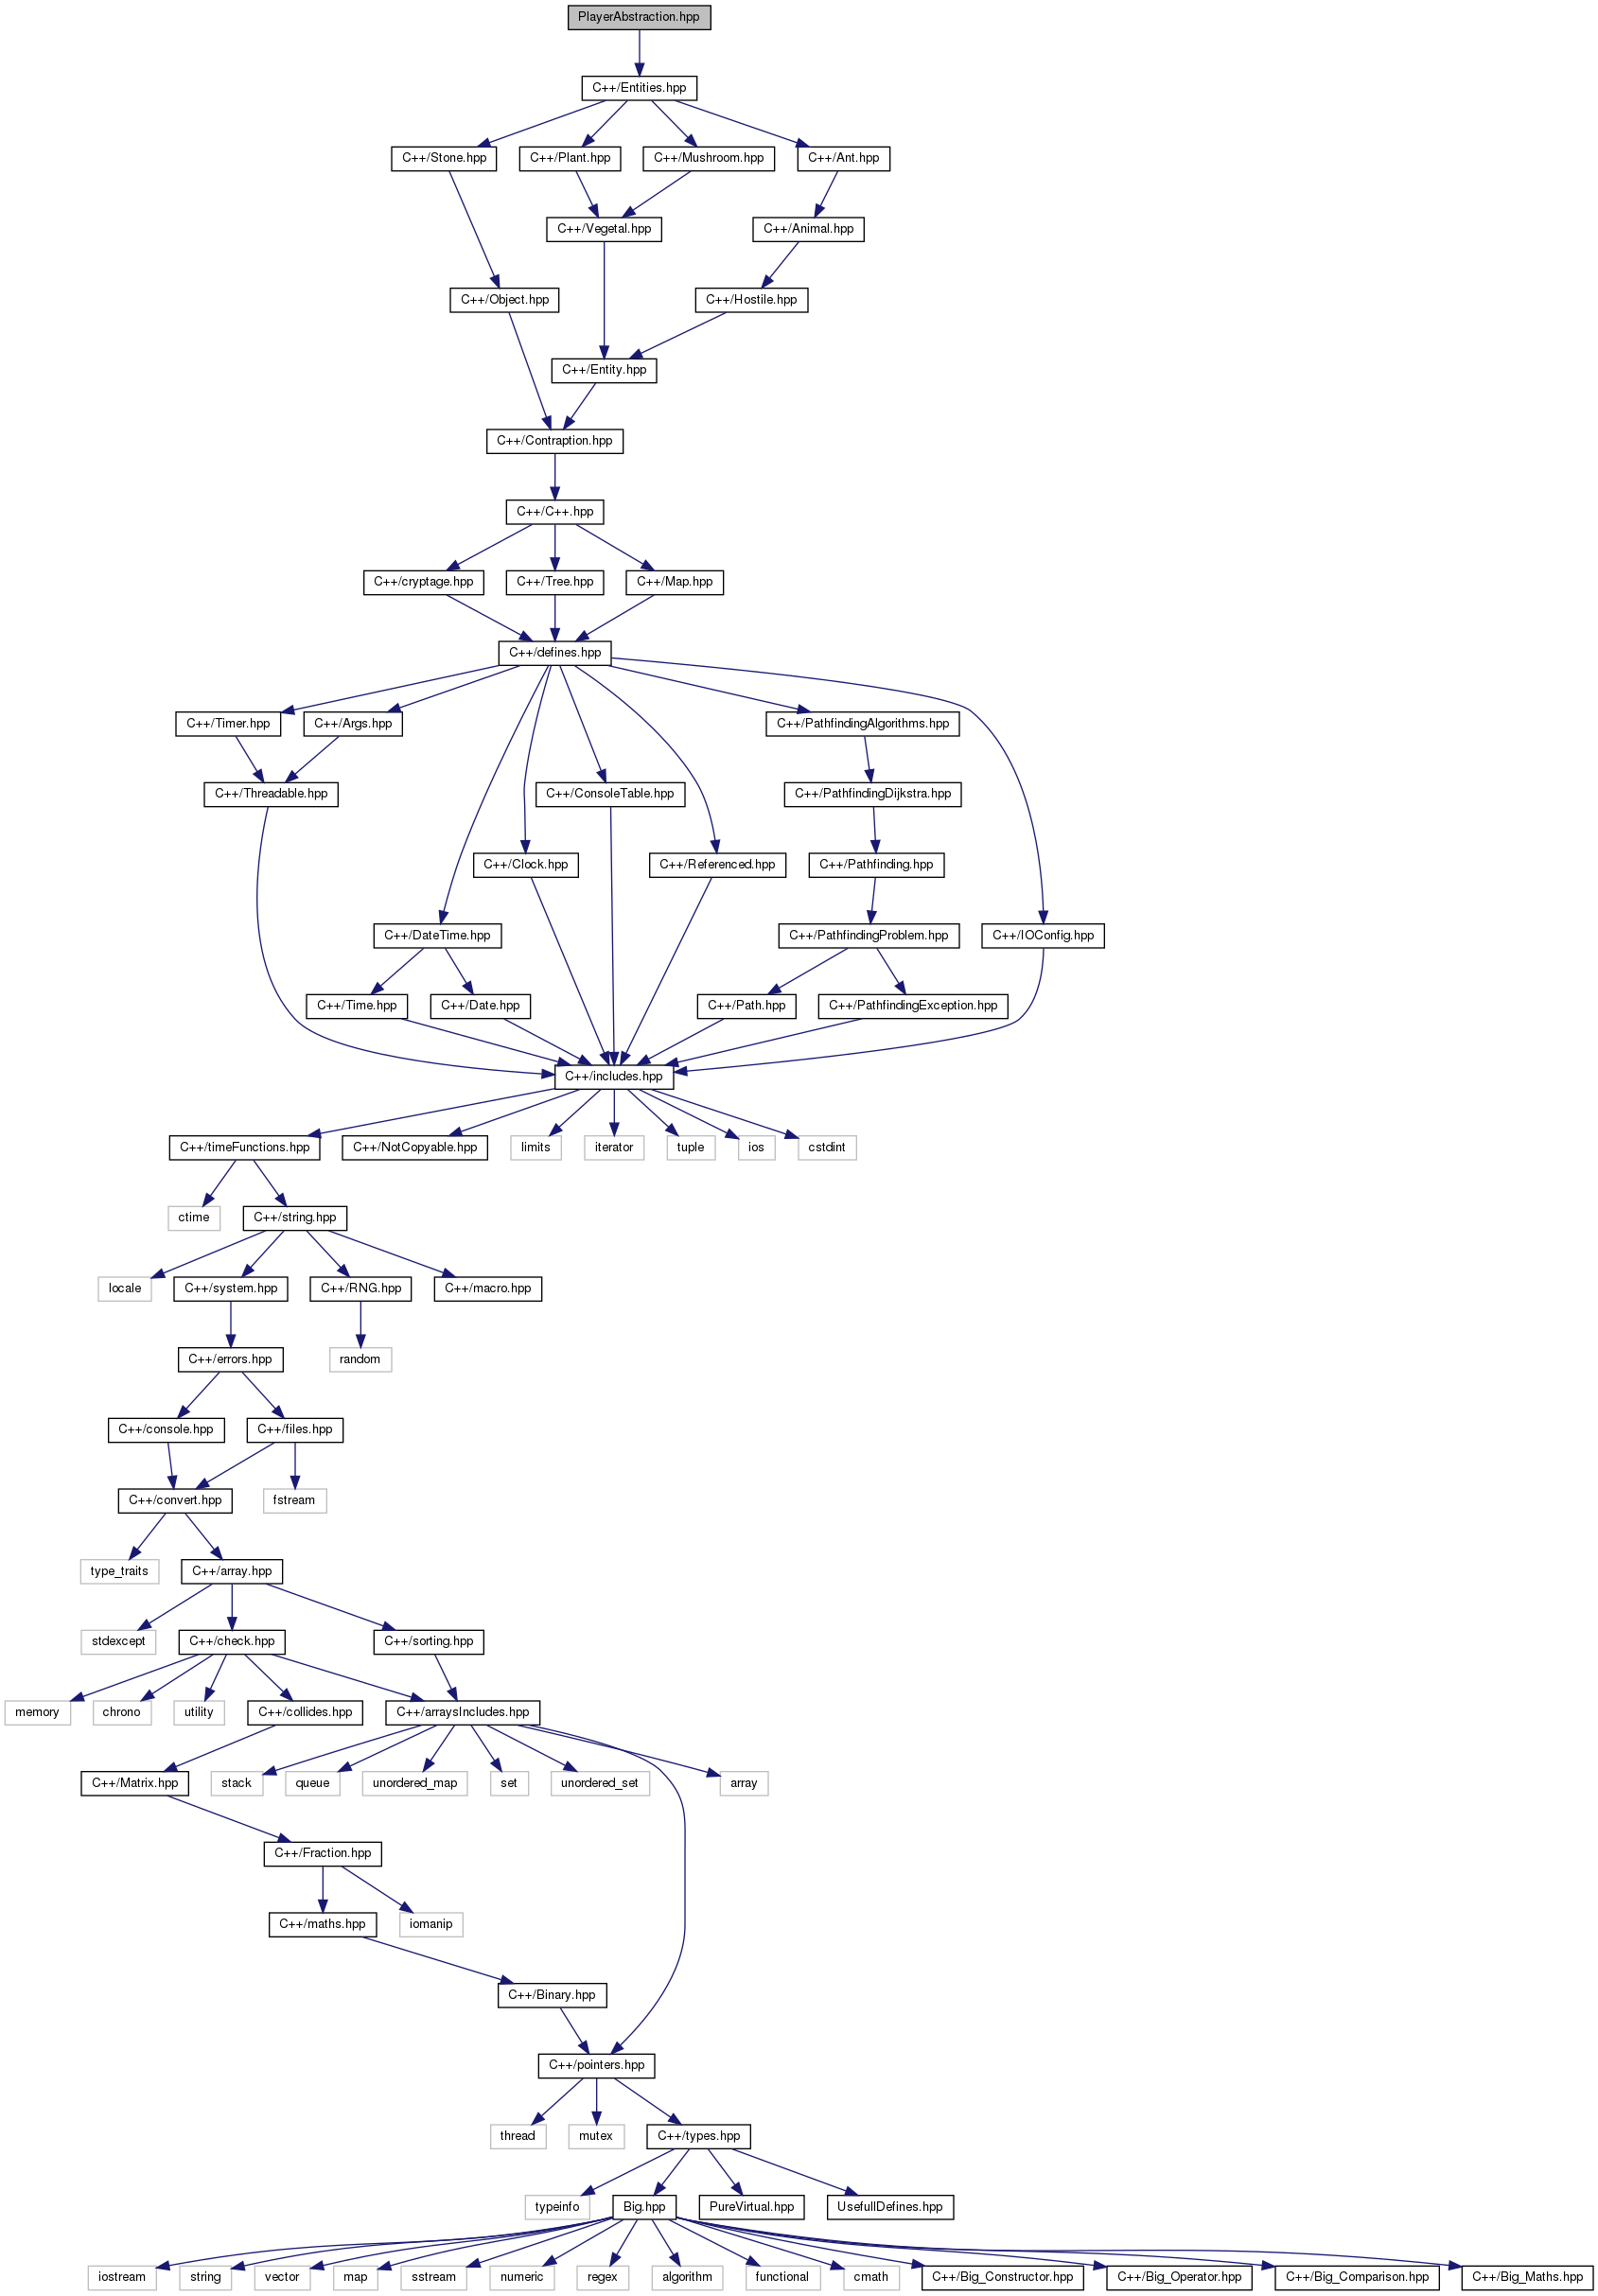 PlayerAbstraction.hpp
C++/Entities.hpp
C++/Stone.hpp
C++/Plant.hpp
C++/Mushroom.hpp
C++/Ant.hpp
C++/Vegetal.hpp
C++/Animal.hpp
C++/Object.hpp
C++/Hostile.hpp
C++/Entity.hpp
C++/Contraption.hpp
C++/C++.hpp
C++/cryptage.hpp
C++/Tree.hpp
C++/Map.hpp
C++/defines.hpp
C++/Timer.hpp
C++/Args.hpp
C++/PathfindingAlgorithms.hpp
C++/Threadable.hpp
C++/ConsoleTable.hpp
C++/PathfindingDijkstra.hpp
C++/Clock.hpp
C++/Referenced.hpp
C++/Pathfinding.hpp
C++/DateTime.hpp
C++/PathfindingProblem.hpp
C++/IOConfig.hpp
C++/Time.hpp
C++/Date.hpp
C++/Path.hpp
C++/PathfindingException.hpp
C++/includes.hpp
C++/timeFunctions.hpp
C++/NotCopyable.hpp
limits
iterator
tuple
ios
cstdint
ctime
C++/string.hpp
locale
C++/system.hpp
C++/RNG.hpp
C++/macro.hpp
C++/errors.hpp
random
C++/console.hpp
C++/files.hpp
C++/convert.hpp
fstream
type_traits
C++/array.hpp
stdexcept
C++/check.hpp
C++/sorting.hpp
memory
chrono
utility
C++/collides.hpp
C++/arraysIncludes.hpp
C++/Matrix.hpp
stack
queue
unordered_map
set
unordered_set
array
C++/Fraction.hpp
C++/maths.hpp
iomanip
C++/Binary.hpp
C++/pointers.hpp
thread
mutex
C++/types.hpp
typeinfo
Big.hpp
PureVirtual.hpp
UsefullDefines.hpp
iostream
string
vector
map
sstream
numeric
regex
algorithm
functional
cmath
C++/Big_Constructor.hpp
C++/Big_Operator.hpp
C++/Big_Comparison.hpp
C++/Big_Maths.hpp